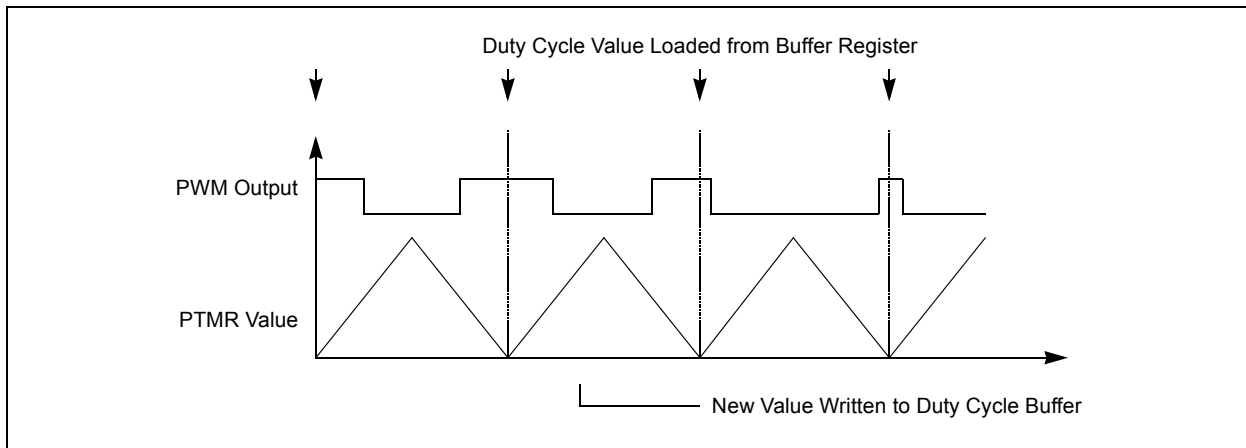 Duty Cycle Value Loaded from Buffer Register
PWM Output
PTMR Value
New Value Written to Duty Cycle Buffer